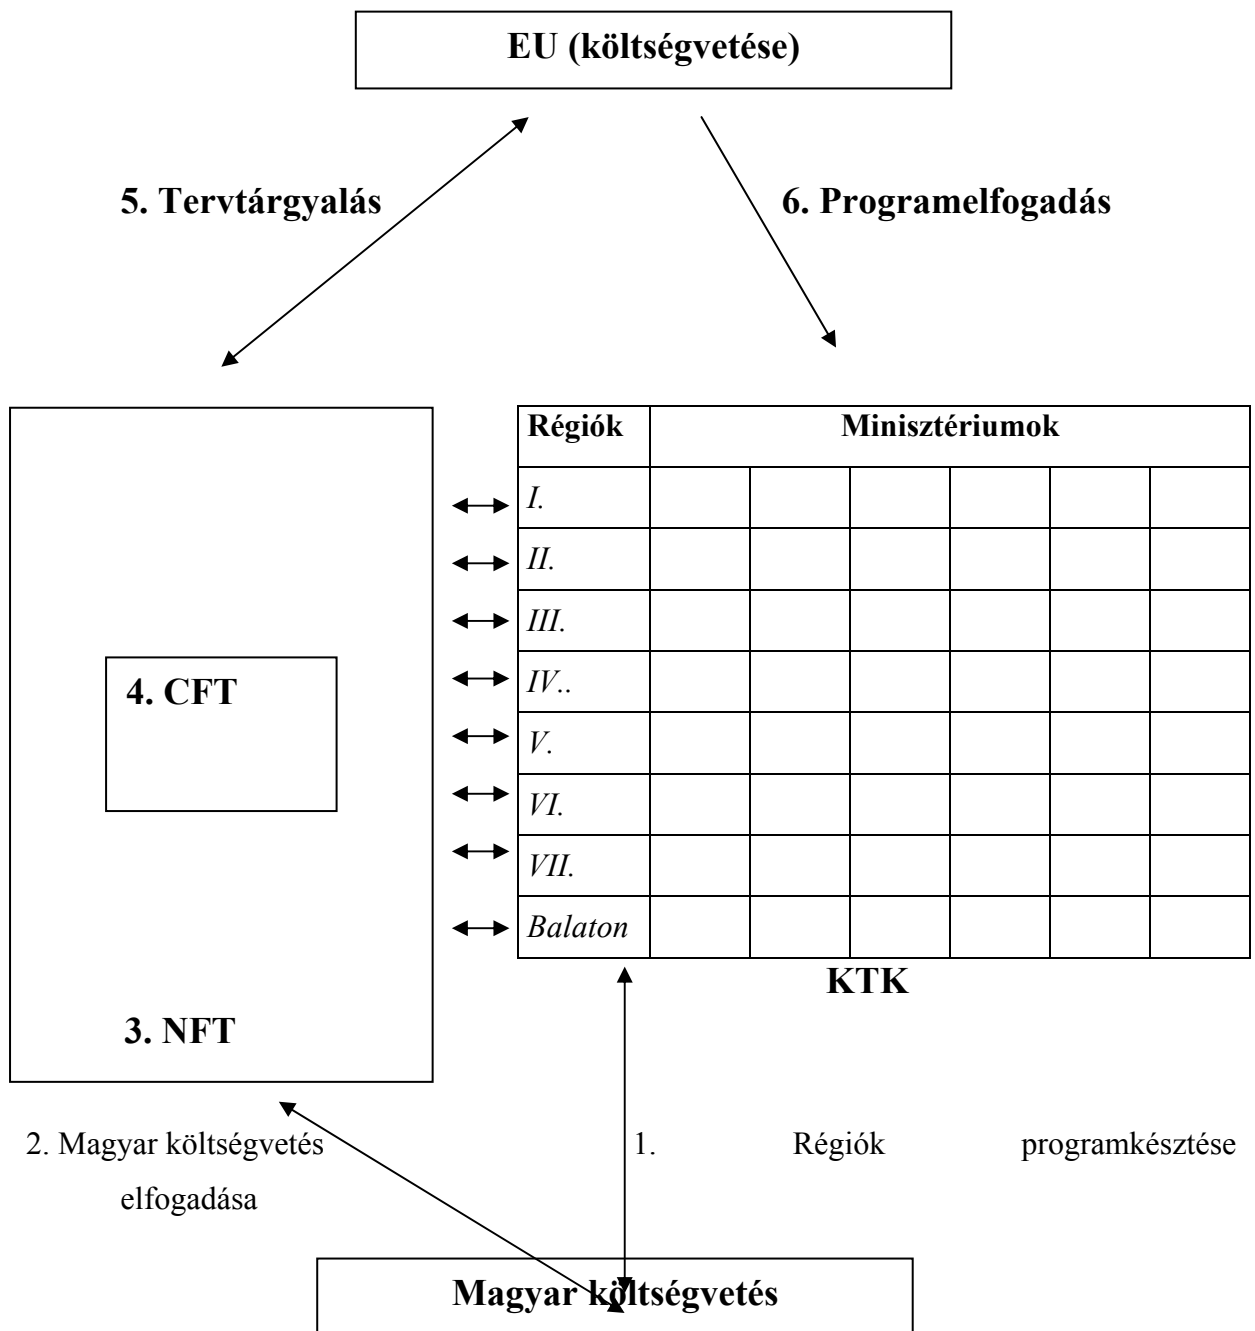 EU (költségvetése)
5. Tervtárgyalás
6. Programelfogadás
Régiók Minisztériumok
I.
II.
III.
IV..
V.
VI.
VII.
Balaton
4. CFT
3. NFT
KTK
2. Magyar költségvetés
elfogadása
1. Régiók programkésztése
Magyar költségvetés